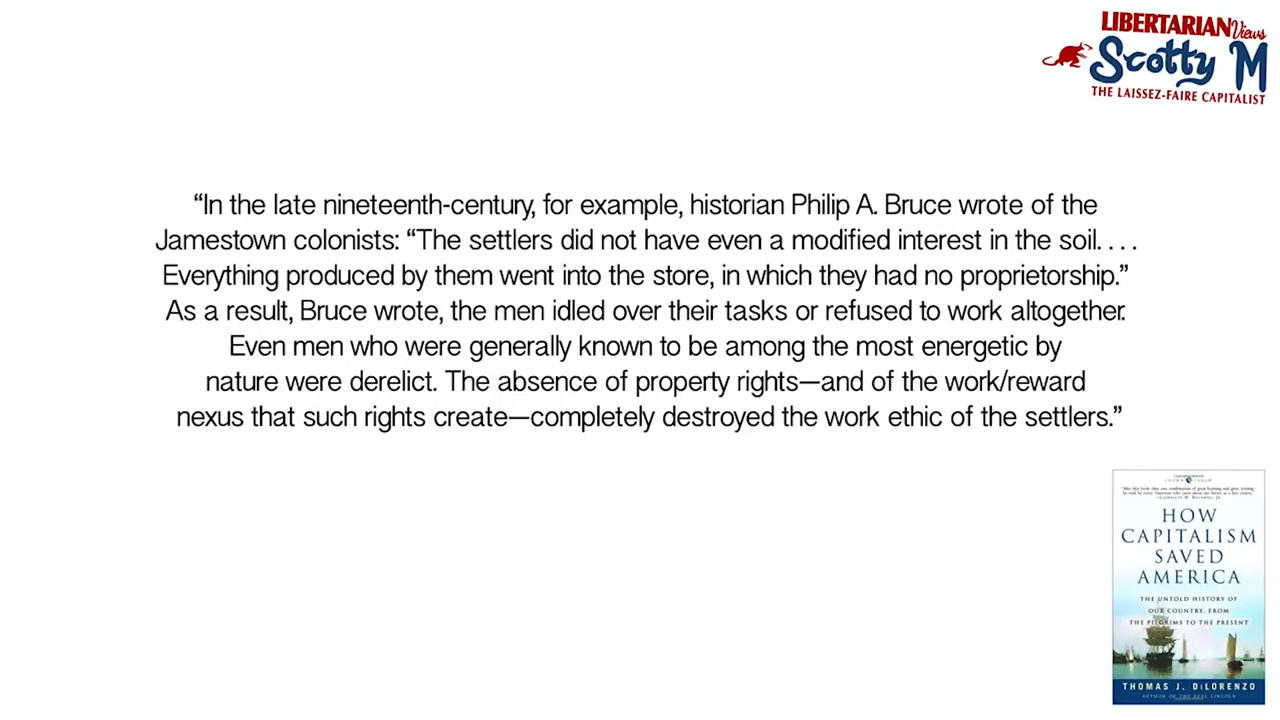 LIBERTARIAN Views
Scotty M
THE LAISSEZ-FAIRE CAPITALIST
“In the late nineteenth-century, for example, historian Philip A. Bruce wrote of the
Jamestown colonists: “The settlers did not have even a modified interest in the soil. . . .
Everything produced by them went into the store, in which they had no proprietorship.”
As a result, Bruce wrote, the men idled over their tasks or refused to work altogether.
Even men who were generally known to be among the most energetic by
nature were derelict. The absence of property rights—and of the work/reward
nexus that such rights create—completely destroyed the work ethic of the settlers.”
HOW
CAPITALISM
SAVED
AMERICA
THE UNTOLD HISTORY OF
OUR COUNTRY, FROM
THE PILGRIMS TO THE PRESENT
THOMAS J. DiLORENZO
AUTHOR OF THE REAL LINCOLN